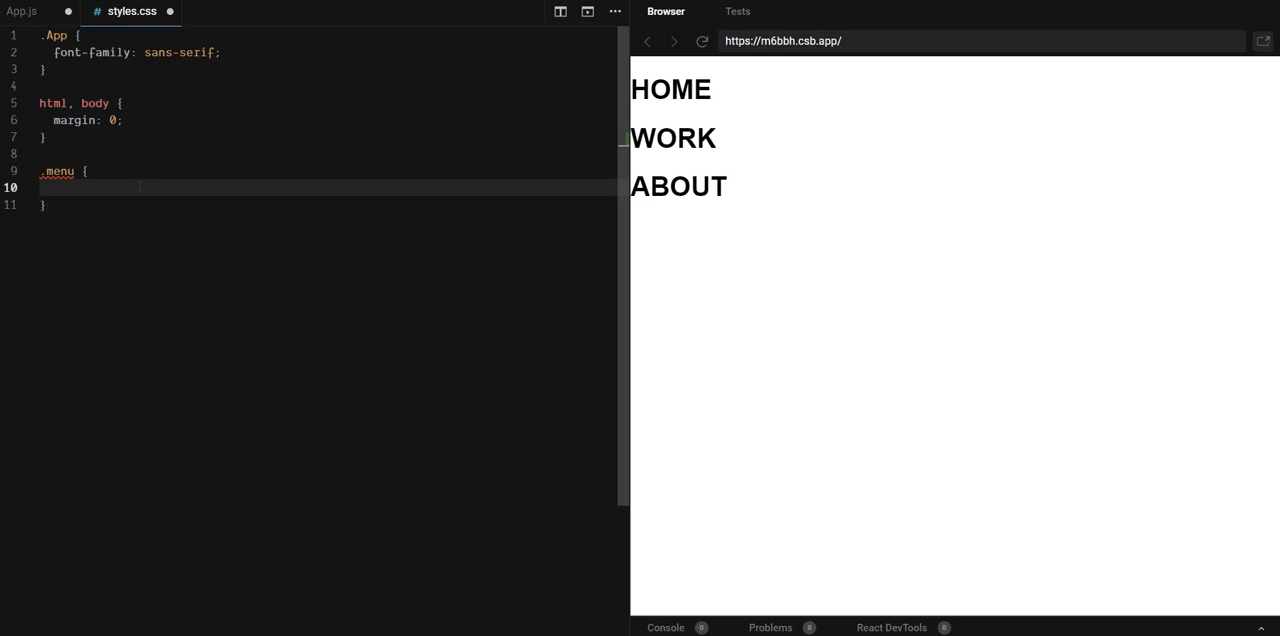 App.js
# styles.css
1 .App {
2 font-family: sans-serif;
3 }
4
5 html, body {
6 margin: 0;
7 }
8
9 .menu {
10
11 }
Browser Tests
https://m6bbh.csb.app/
HOME
WORK
ABOUT
Console 0 Problems 0 React DevTools 0